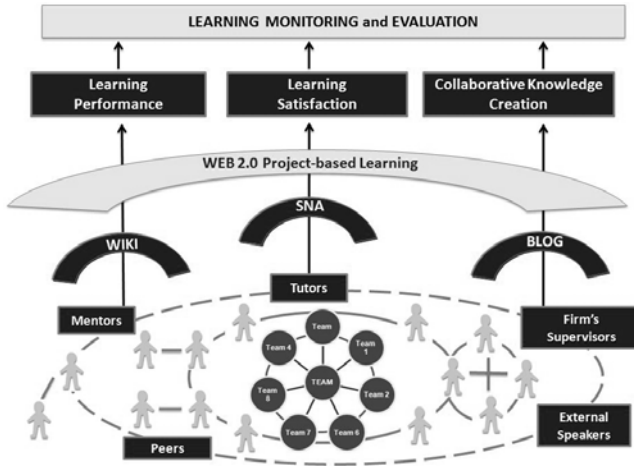 LEARNING MONITORING and EVALUATION
Learning
Performance
Learning
Satisfaction
Collaborative Knowledge
Creation
WEB 2.0 Project-based Learning
WIKI
SNA
BLOG
Mentors
Tutors
Firm's
Supervisors
Team
Team 4
Team
1
TEAM
Team
8
Team 2
Team 7
Team 6
Peers
External
Speakers